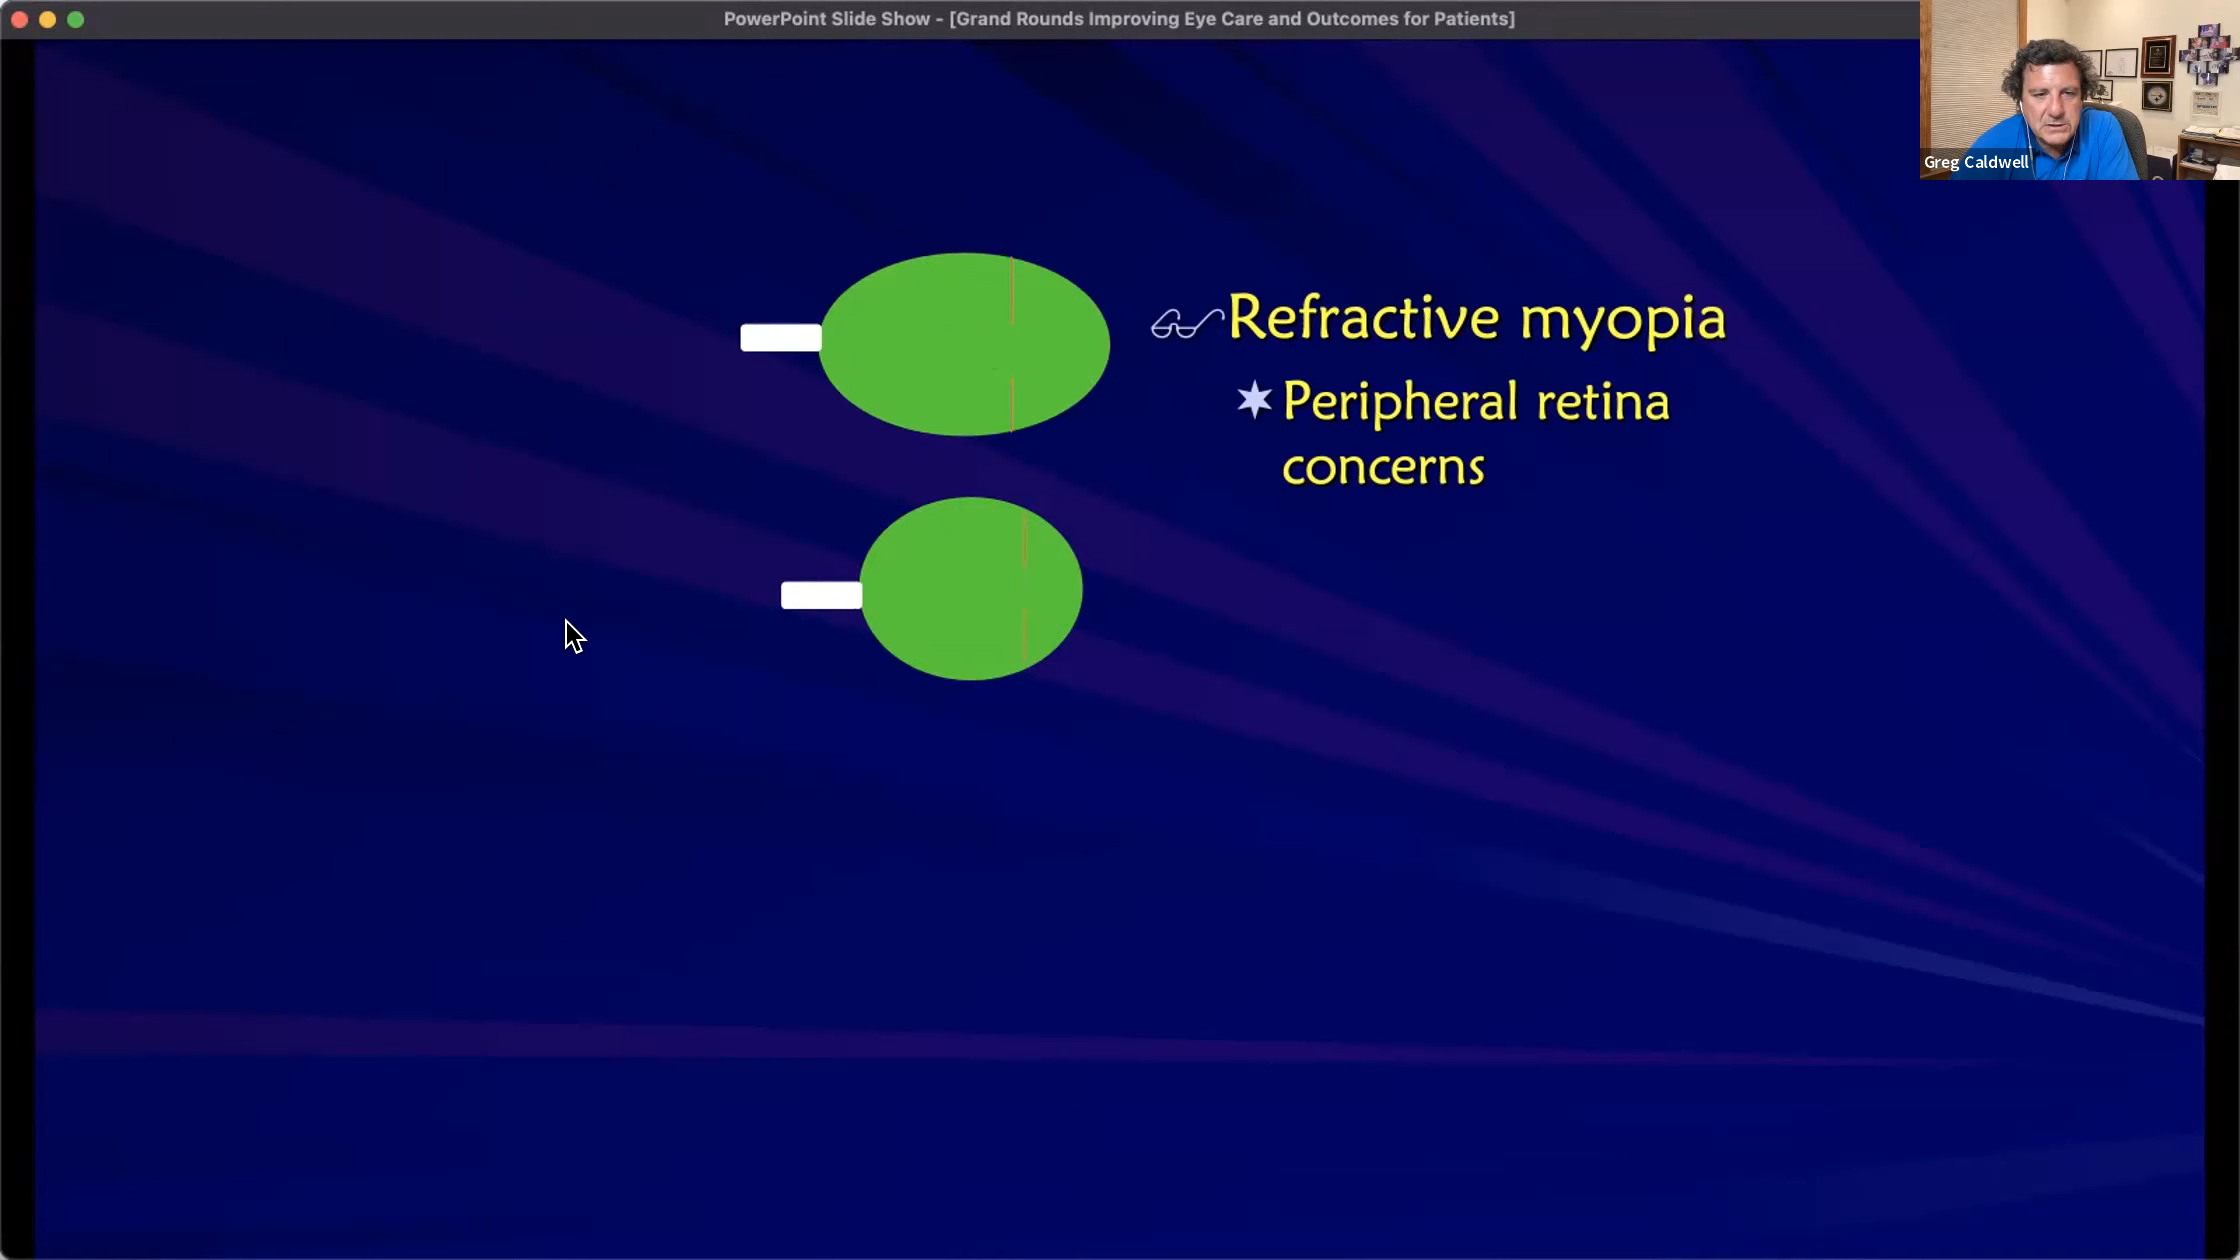 PowerPoint Slide Show - [Grand Rounds Improving Eye Care and Outcomes for Patients]
Greg Caldwell
Refractive myopia
Peripheral retina
concerns